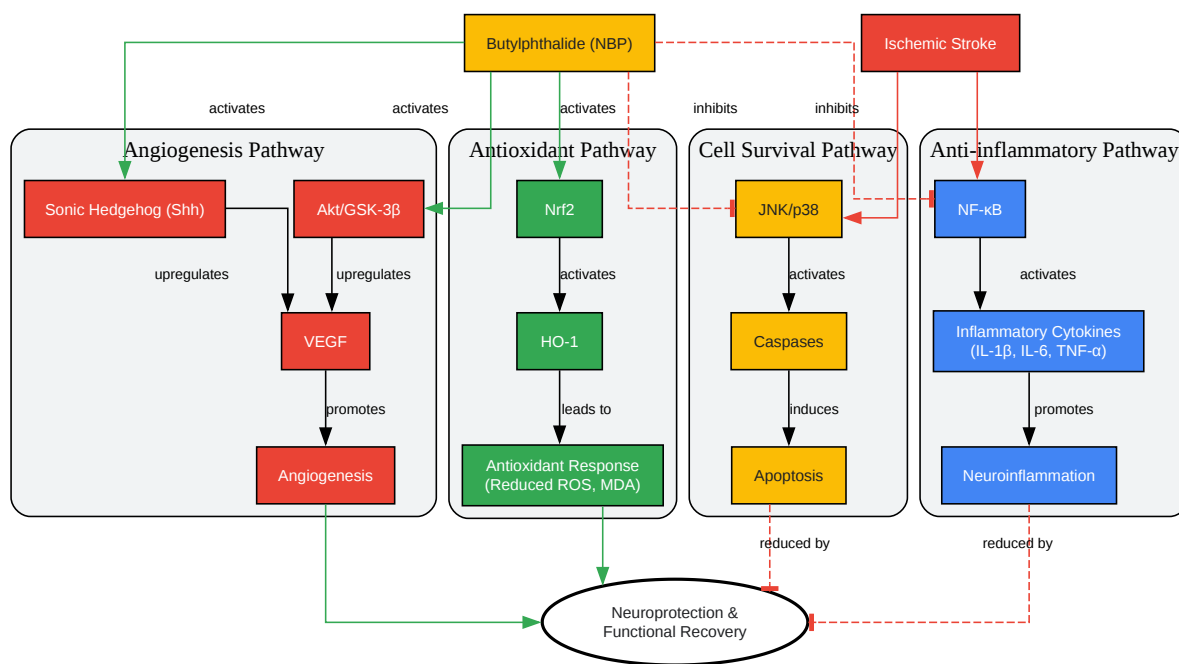 Butylphthalide (NBP)
Ischemic Stroke
activates
activates
activates
inhibits
inhibits
Angiogenesis Pathway
Antioxidant Pathway
Cell Survival Pathway
Anti-inflammatory Pathway
Sonic Hedgehog (Shh)
Akt/GSK-3β
Nrf2
JNK/p38
NF-κB
upregulates
upregulates
activates
activates
activates
VEGF
HO-1
Caspases
Inflammatory Cytokines
(IL-1β, IL-6, TNF-α)
promotes
leads to
induces
promotes
Angiogenesis
Antioxidant Response
(Reduced ROS, MDA)
Apoptosis
Neuroinflammation
reduced by
reduced by
Neuroprotection &
Functional Recovery